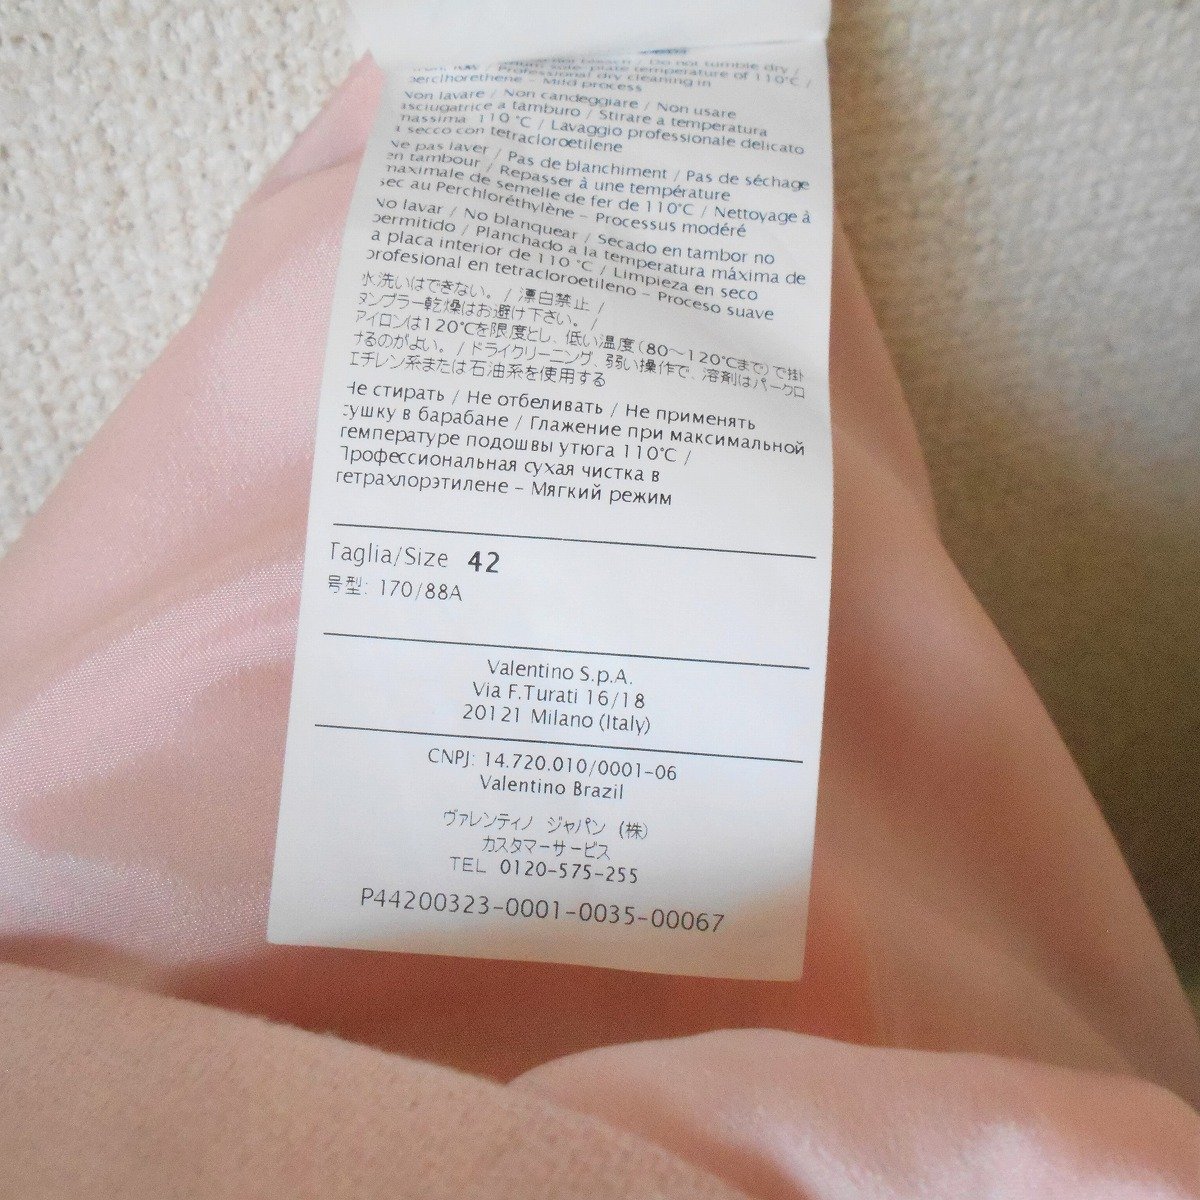 Do not tumble dry /
plate temperature of 110°C /
Professional dry cleaning in
perchlorethene – Mild process
Non lavare / Non candeggiare / Non usare
asciugatrice a tamburo / Stirare a temperatura
massima 110 °C / Lavaggio professionale delicato
a secco con tetracloroetilene
Ne pas laver / Pas de blanchiment / Pas de séchage
en tambour / Repasser à une température
maximale de semelle de fer de 110°C / Nettoyage à
sec au Perchloréthylène – Processus modéré
No lavar / No blanquear / Secado en tambor no
permitido / Planchado a la temperatura máxima de
a placa interior de 110 °C / Limpieza en seco
profesional en tetracloroetileno – Proceso suave
水洗いはできない。 / 漂白禁止 /
タンブラー乾燥はお避け下さい。 /
アイロンは120℃を限度とし、低い温度(80〜120℃まで)で掛
けるのがよい。 / ドライクリーニング、弱い操作で、溶剤はパークロ
エチレン系または石油系を使用する
Не стирать / Не отбеливать / Не применять
сушку в барабане / Глажение при максимальной
температуре подошвы утюга 110°C /
Профессиональная сухая чистка в
тетрахлорэтилене – Мягкий режим
Taglia/Size 42
号型: 170/88A
Valentino S.p.A.
Via F.Turati 16/18
20121 Milano (Italy)
CNPJ: 14.720.010/0001-06
Valentino Brazil
ヴァレンティノ ジャパン (株)
カスタマーサービス
TEL 0120-575-255
P44200323-0001-0035-00067